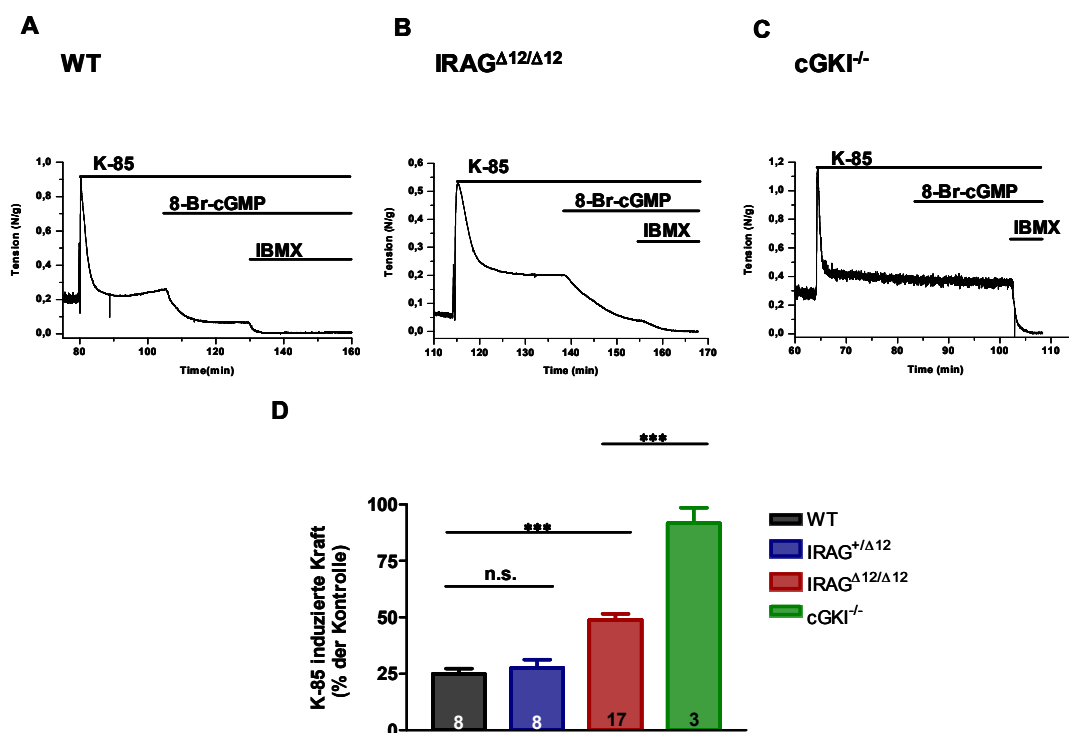 A
WT
B
IRAG^Δ12/Δ12
C
cGKI^-/-
Tension (N/g)
1,0
0,8
0,6
0,4
0,2
0,0
K-85
8-Br-cGMP
IBMX
80
100
120
140
160
Time(min)
Tension (N/g)
0,6
0,5
0,4
0,3
0,2
0,1
0,0
K-85
8-Br-cGMP
IBMX
110
120
130
140
150
160
170
Time (min)
Tension (N/g)
1,2
1,0
0,8
0,6
0,4
0,2
0,0
K-85
8-Br-cGMP
IBMX
60
70
80
90
100
110
Time (min)
D
K-85 induzierte Kraft
(% der Kontrolle)
100
75
50
25
0
***
***
n.s.
8
8
17
3
WT
IRAG^+/Δ12
IRAG^Δ12/Δ12
cGKI^-/-